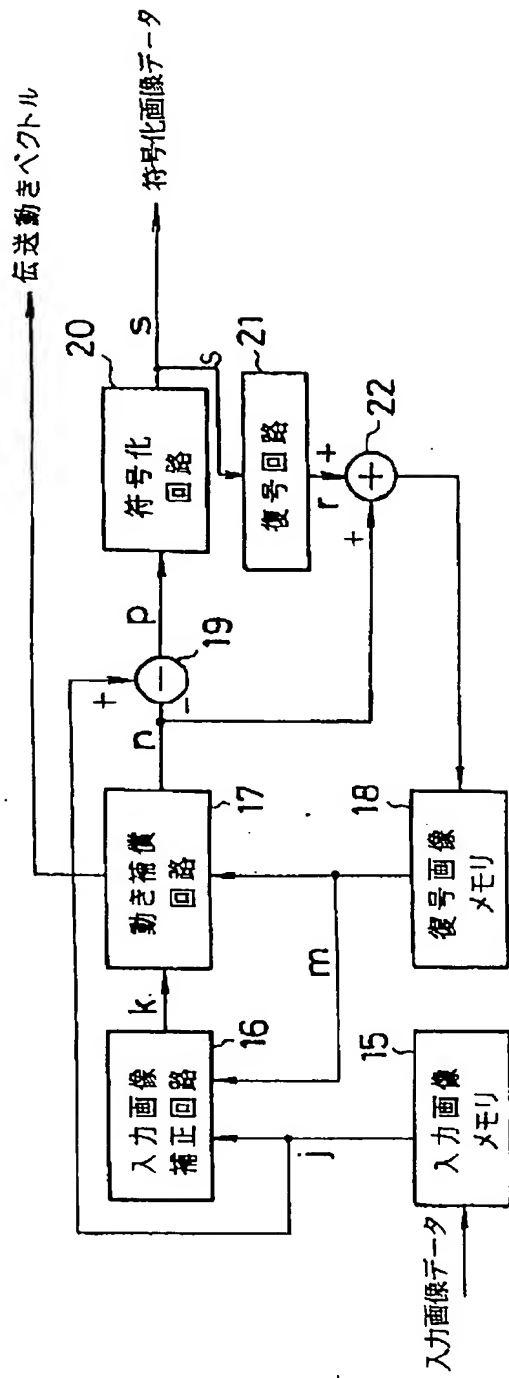 伝送動きベクトル
符号化画像データ
s
20
符号化
回路
s
21
復号回路
+
r
22
+
+
p
19
−
+
−
n
17
動き補償
回路
18
復号画像
メモリ
m
k
16
入力画像
補正回路
j
15
入力画像
メモリ
入力画像データ